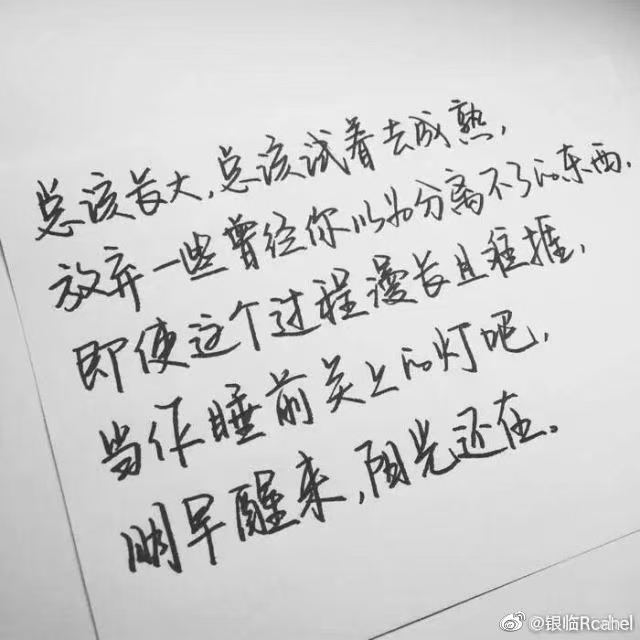 总该长大，总该试着去成熟，
放弃一些曾经你以为分离不了的东西，
即使这个过程漫长且矬挫，
当作睡前关上的灯吧，
明早醒来，阳光还在。
@银临Rcahel